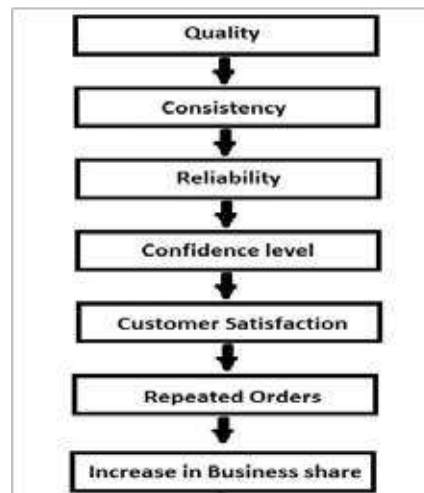 Quality
Consistency
Reliability
Confidence level
Customer Satisfaction
Repeated Orders
Increase in Business share